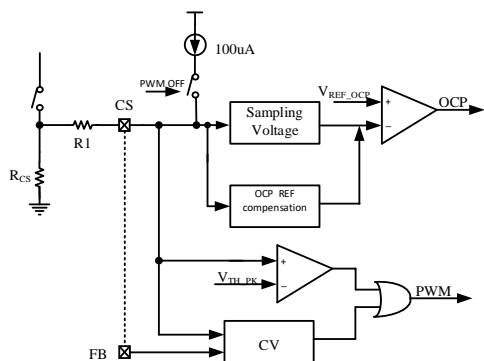 100uA
PWM_OFF
CS
V_REF_OCP
OCP
R1
Sampling
Voltage
R_CS
OCP REF
compensation
V_TH_PK
PWM
FB
CV